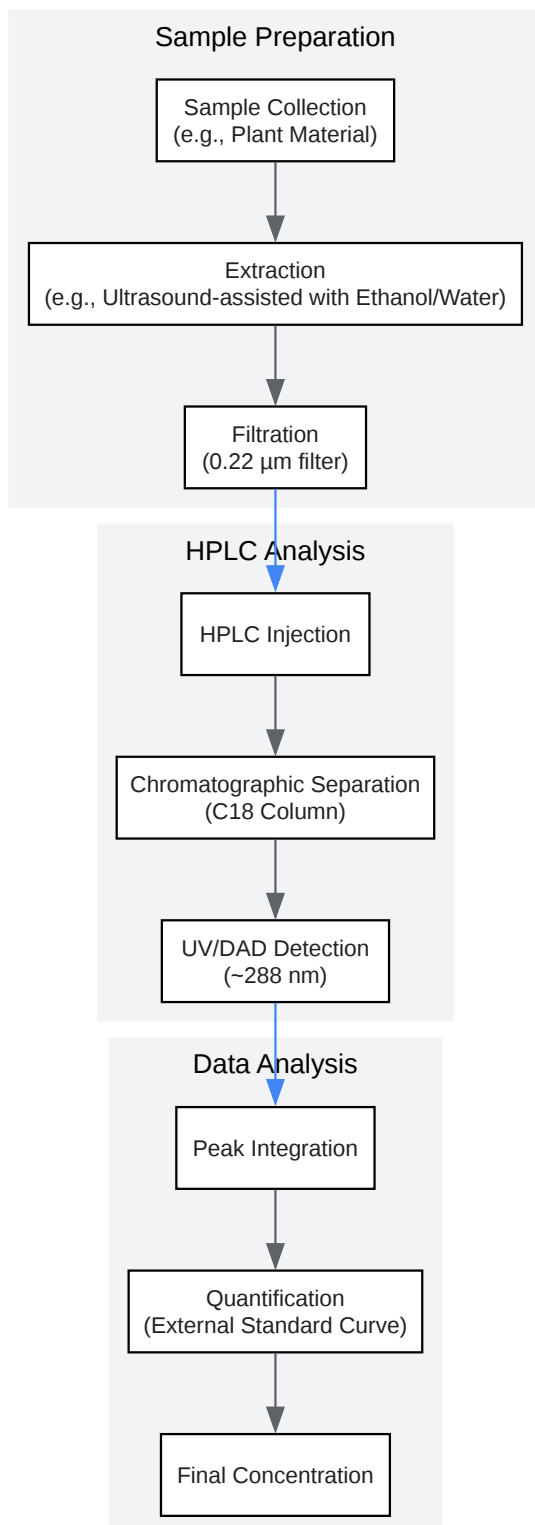 Sample Preparation
Sample Collection
(e.g., Plant Material)
Extraction
(e.g., Ultrasound-assisted with Ethanol/Water)
Filtration
(0.22 µm filter)
HPLC Analysis
HPLC Injection
Chromatographic Separation
(C18 Column)
UV/DAD Detection
(~288 nm)
Data Analysis
Peak Integration
Quantification
(External Standard Curve)
Final Concentration